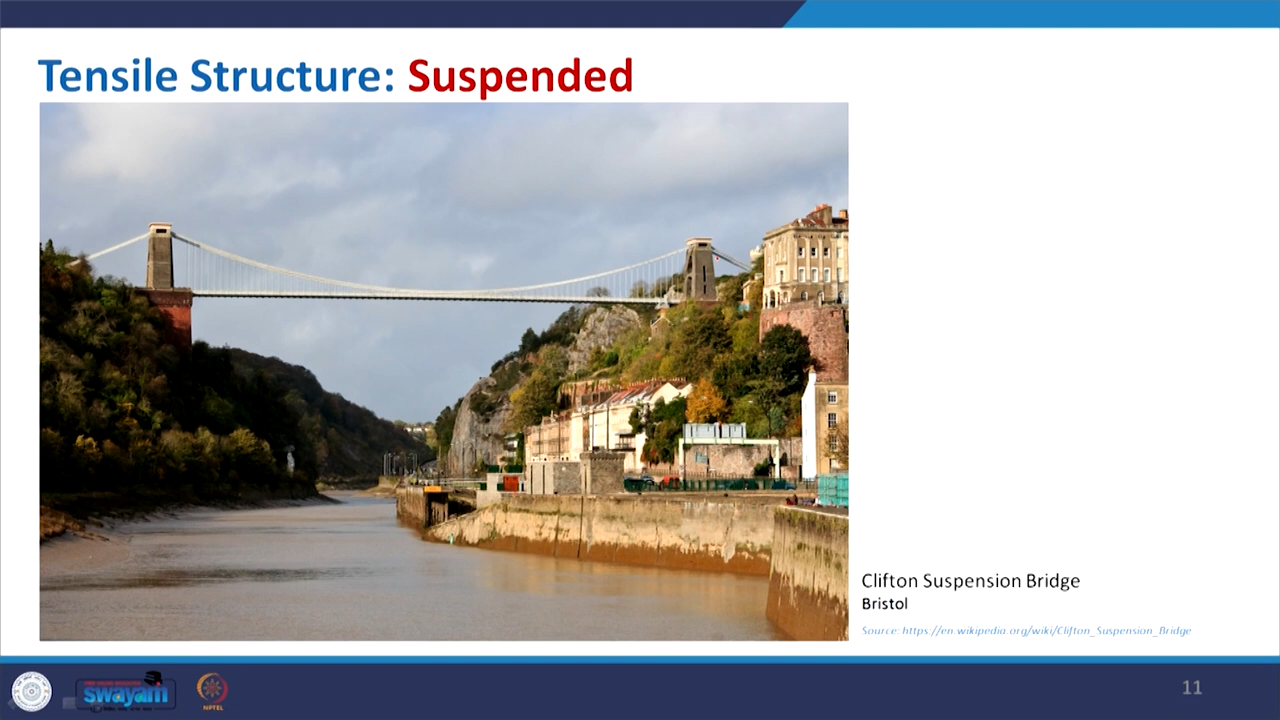 Tensile Structure: Suspended
Clifton Suspension Bridge
Bristol
Source: https://en.wikipedia.org/wiki/Clifton_Suspension_Bridge
swayam
NPTEL
11